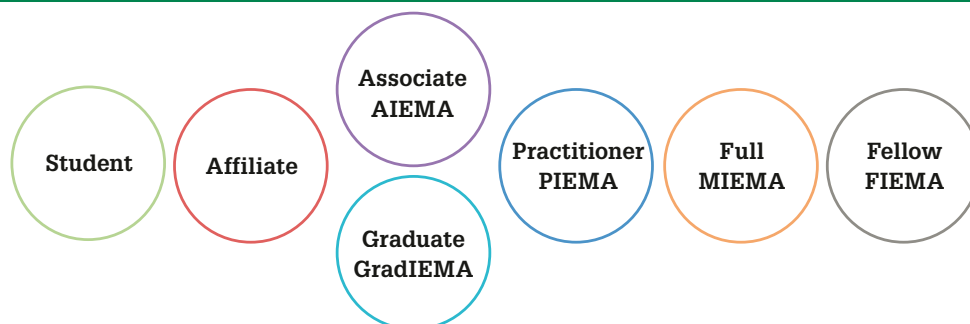 Student
Affiliate
Associate
AIEMA
Graduate
GradIEMA
Practitioner
PIEMA
Full
MIEMA
Fellow
FIEMA